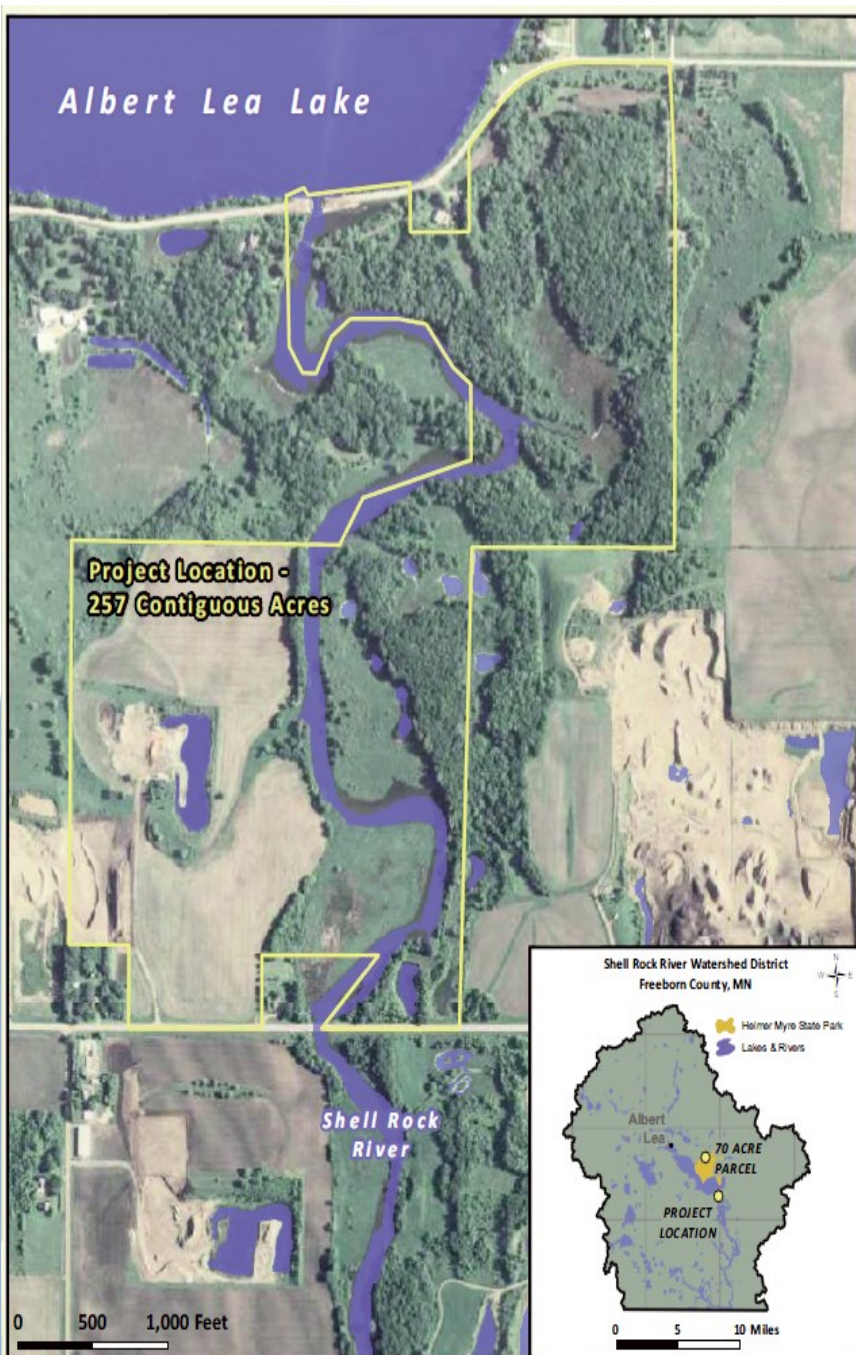 Albert Lea Lake
Project Location -
257 Contiguous Acres
Shell Rock
River
0 500 1,000 Feet
Shell Rock River Watershed District
Freeborn County, MN
N
W E
S
Helmer Myre State Park
Lakes & Rivers
Albert
Lea
70 ACRE
PARCEL
PROJECT
LOCATION
0 5 10 Miles